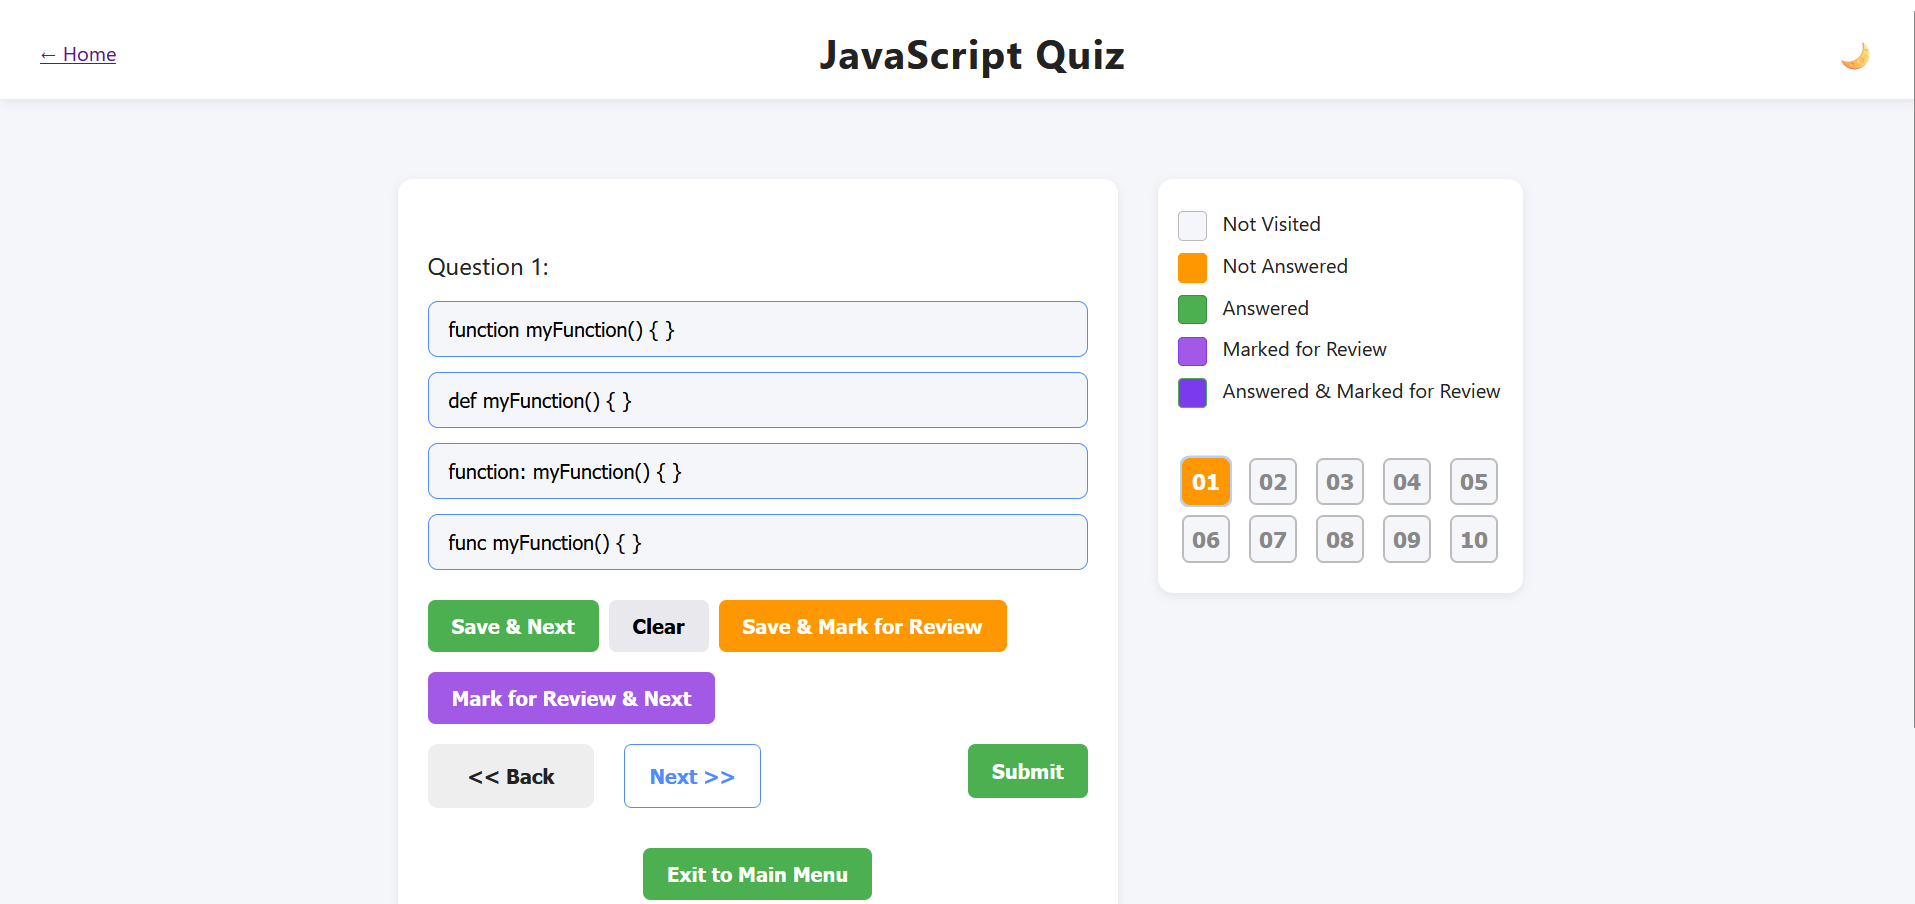 ← Home
JavaScript Quiz
Question 1:
function myFunction() { }
def myFunction() { }
function: myFunction() { }
func myFunction() { }
Save & Next
Clear
Save & Mark for Review
Mark for Review & Next
<< Back
Next >>
Submit
Exit to Main Menu
Not Visited
Not Answered
Answered
Marked for Review
Answered & Marked for Review
01 02 03 04 05
06 07 08 09 10